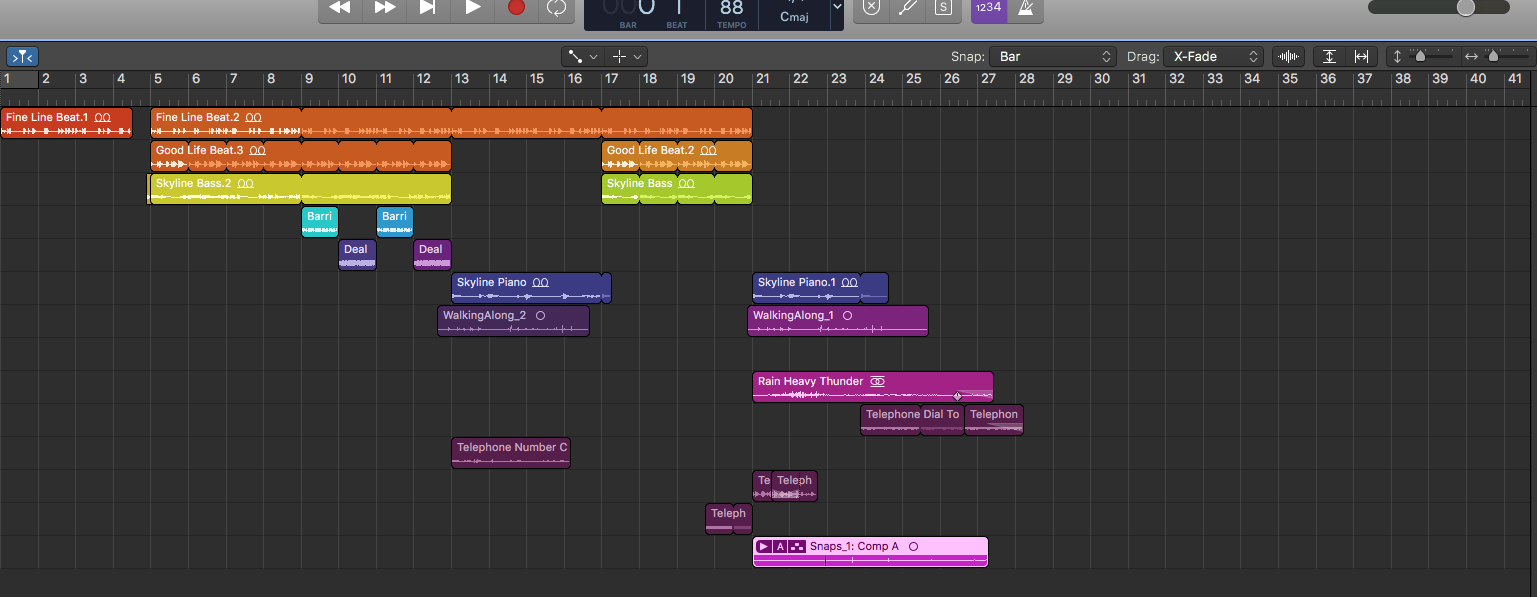 88
1234
S
BAR BEAT TEMPO Cmaj
Snap: Bar Drag: X-Fade
1 2 3 4 5 6 7 8 9 10 11 12 13 14 15 16 17 18 19 20 21 22 23 24 25 26 27 28 29 30 31 32 33 34 35 36 37 38 39 40 41
Fine Line Beat.1 Fine Line Beat.2
Good Life Beat.3 Good Life Beat.2
Skyline Bass.2 Skyline Bass
Barri Barri
Deal Deal
Skyline Piano Skyline Piano.1
WalkingAlong_2 WalkingAlong_1
Rain Heavy Thunder
Telephone Dial To Telephon
Telephone Number C
Te Teleph
Teleph
A Snaps_1: Comp A